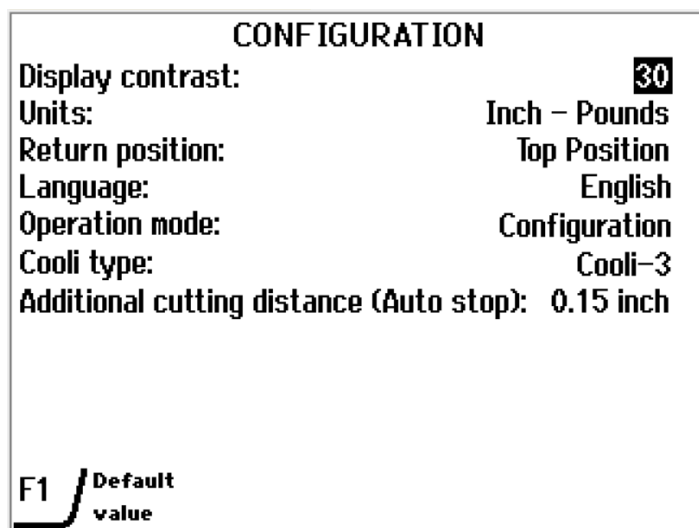 CONFIGURATION
Display contrast: 30
Units: Inch – Pounds
Return position: Top Position
Language: English
Operation mode: Configuration
Cooli type: Cooli-3
Additional cutting distance (Auto stop): 0.15 inch
F1 Default
value